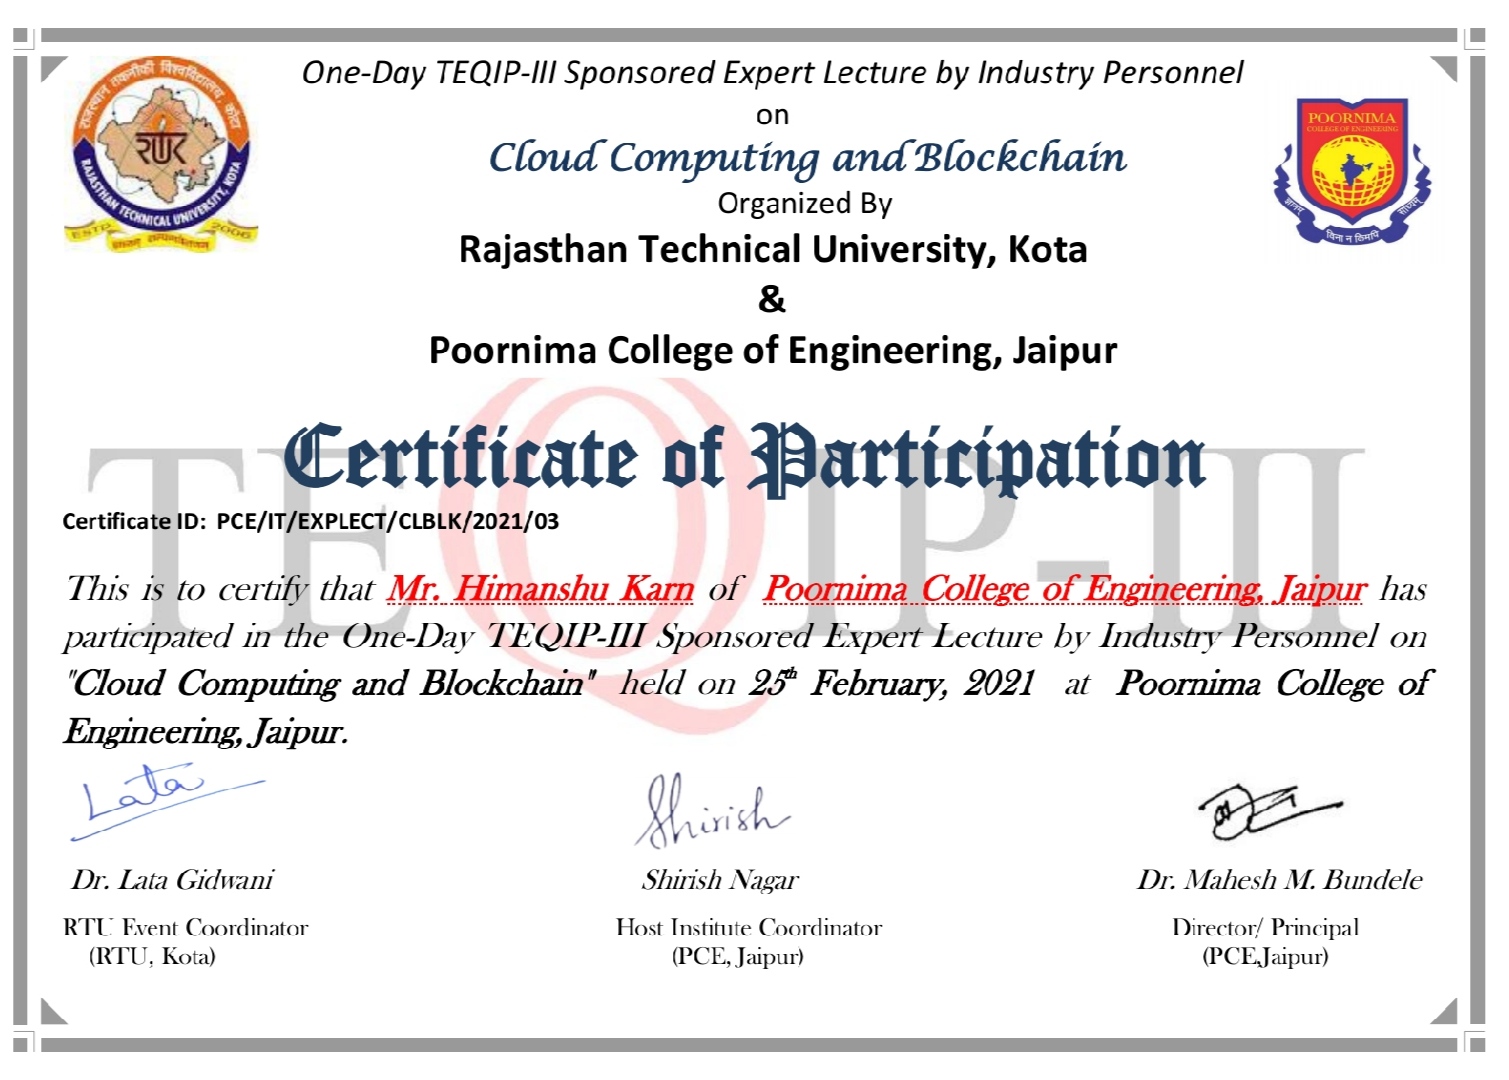 One-Day TEQIP-III Sponsored Expert Lecture by Industry Personnel
on
Cloud Computing and Blockchain
Organized By
Rajasthan Technical University, Kota
&
Poornima College of Engineering, Jaipur
राजस्थान तकनीकी विश्वविद्यालय, कोटा
RTU
RAJASTHAN TECHNICAL UNIVERSITY, KOTA
ESTD 2006
POORNIMA
COLLEGE OF ENGINEERING
ज्ञानम्
विना न किमपि
साध्यम्
TEQIP-III
Certificate of Participation
Certificate ID: PCE/IT/EXPLECT/CLBLK/2021/03
This is to certify that Mr. Himanshu Karn of Poornima College of Engineering, Jaipur has
participated in the One-Day TEQIP-III Sponsored Expert Lecture by Industry Personnel on
"Cloud Computing and Blockchain" held on 25th February, 2021 at Poornima College of
Engineering, Jaipur.
Lata
Shirish
Dr. Lata Gidwani
Shirish Nagar
Dr. Mahesh M. Bundele
RTU Event Coordinator
Host Institute Coordinator
Director/ Principal
(RTU, Kota)
(PCE, Jaipur)
(PCE,Jaipur)